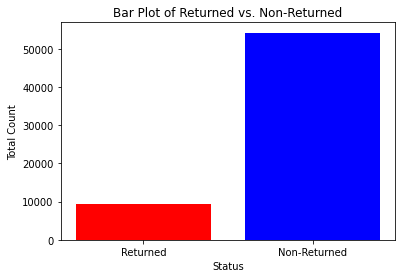 Bar Plot of Returned vs. Non-Returned
Total Count
50000
40000
30000
20000
10000
0
Returned Non-Returned
Status